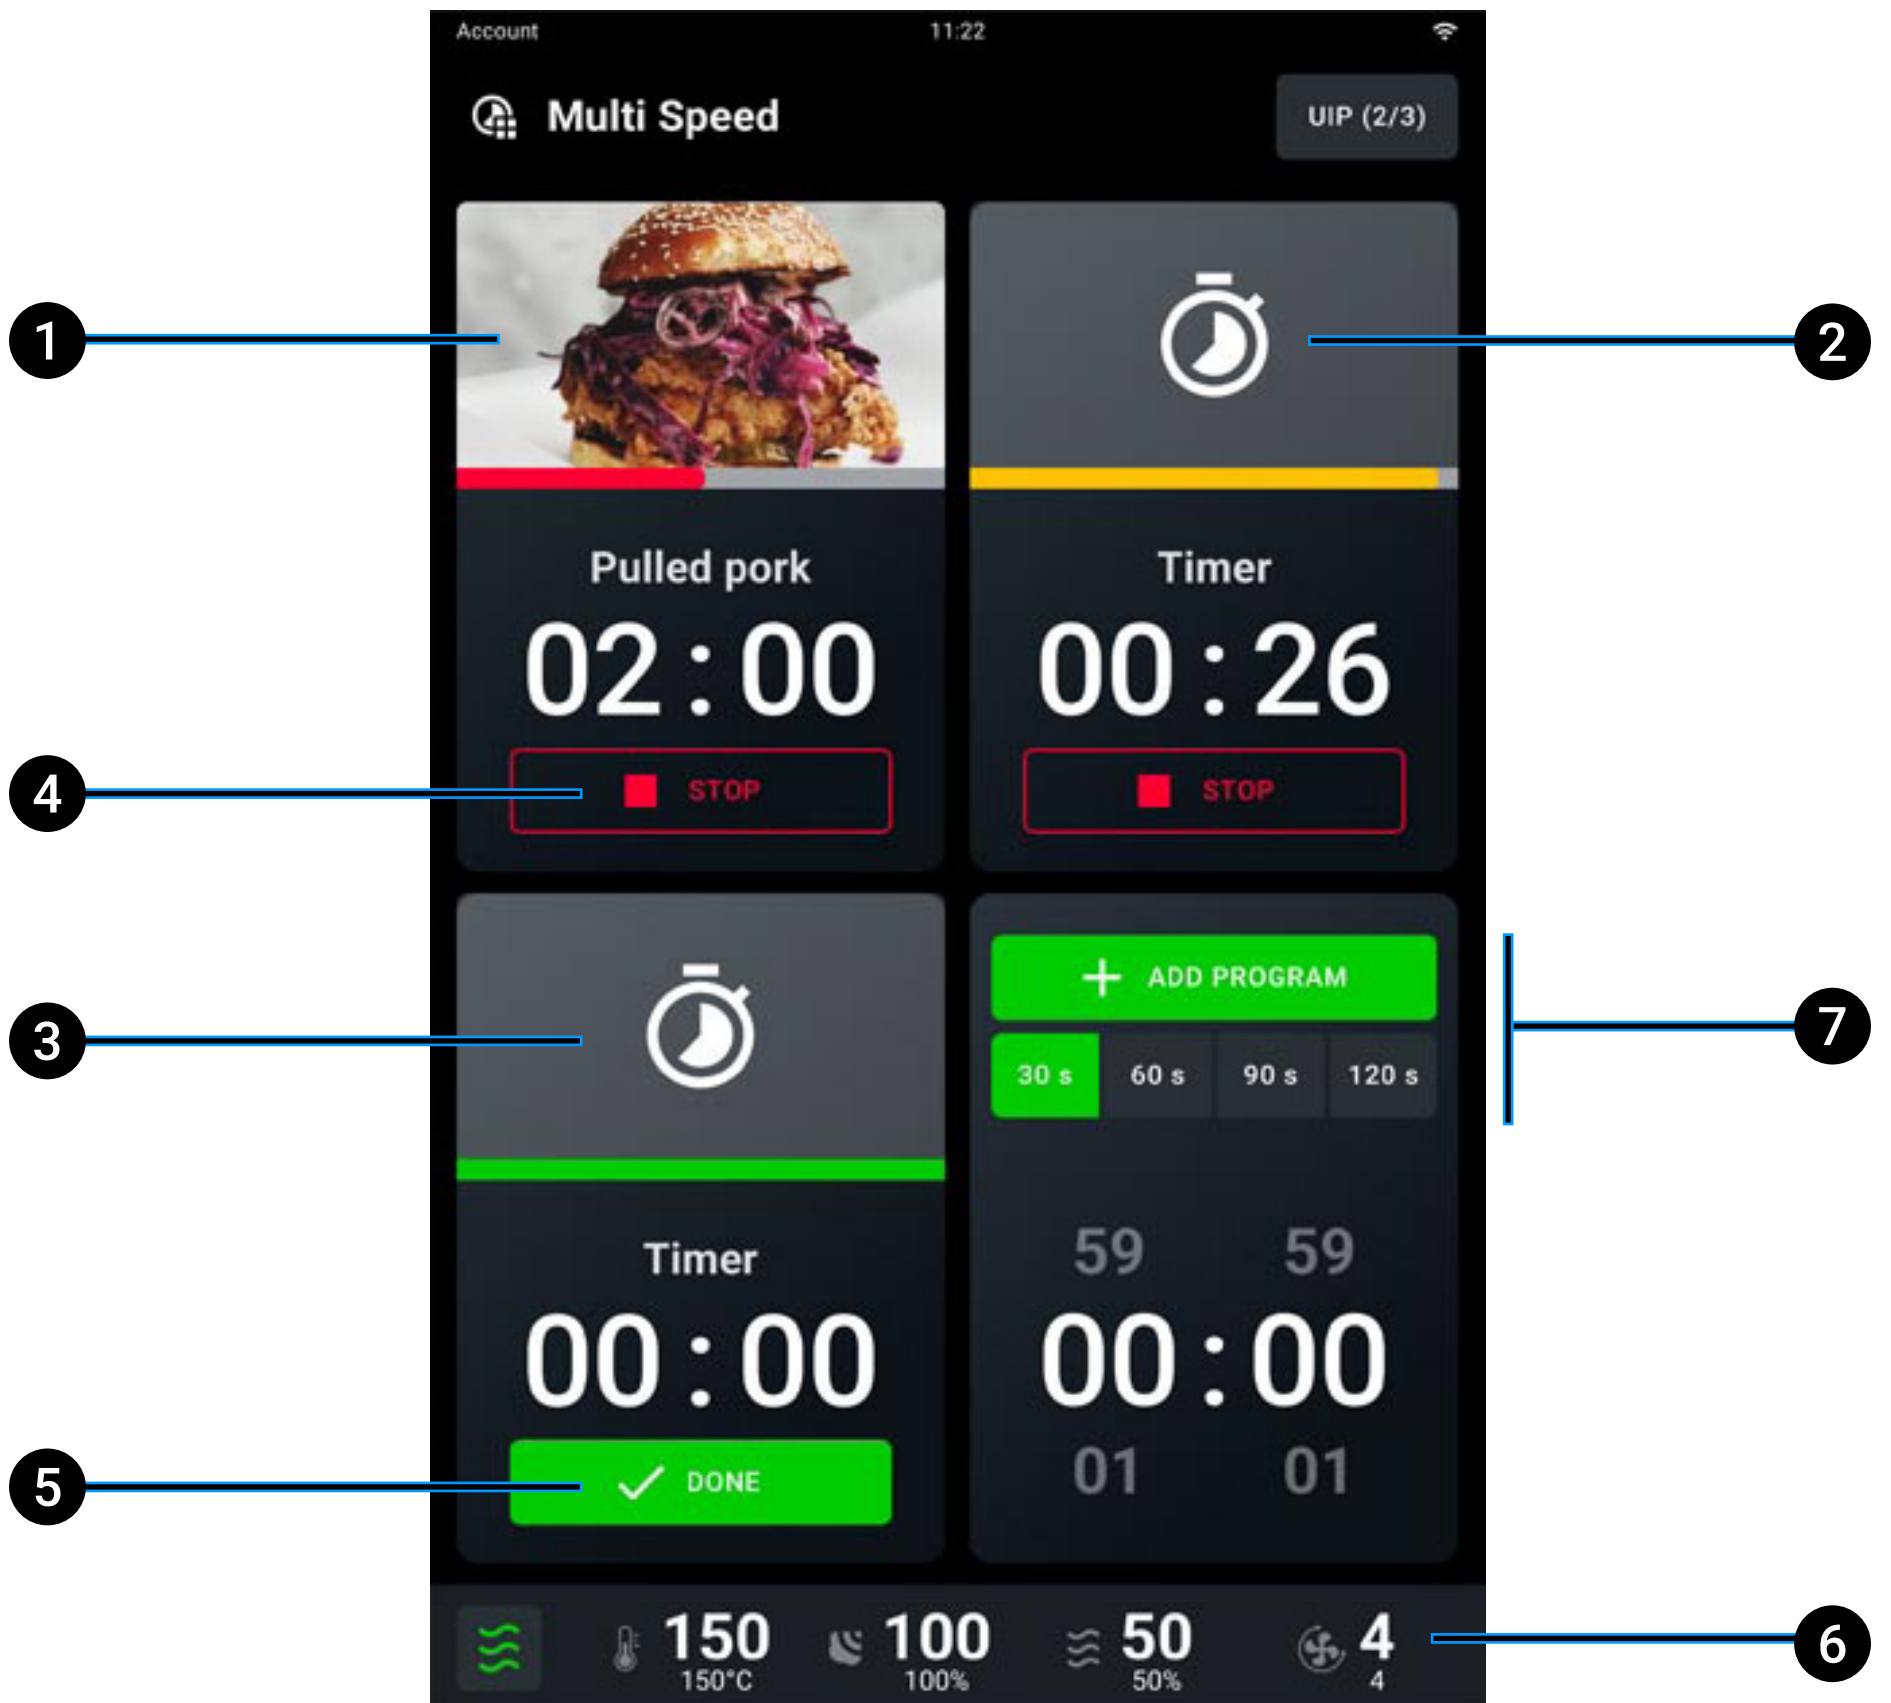 Account 11:22
Multi Speed UIP (2/3)
1
2
Pulled pork
02:00
STOP
Timer
00:26
STOP
4
3
Timer
00:00
DONE
5
ADD PROGRAM
30 s 60 s 90 s 120 s
59 59
00:00
01 01
7
150 100 50 4
150°C 100% 50% 4
6